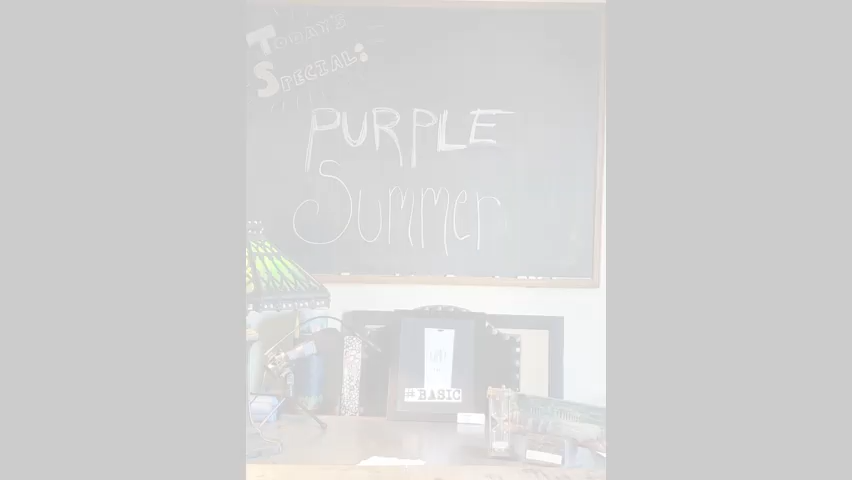 TODAY'S
SPECIAL:
PURPLE
Summer
#BASIC